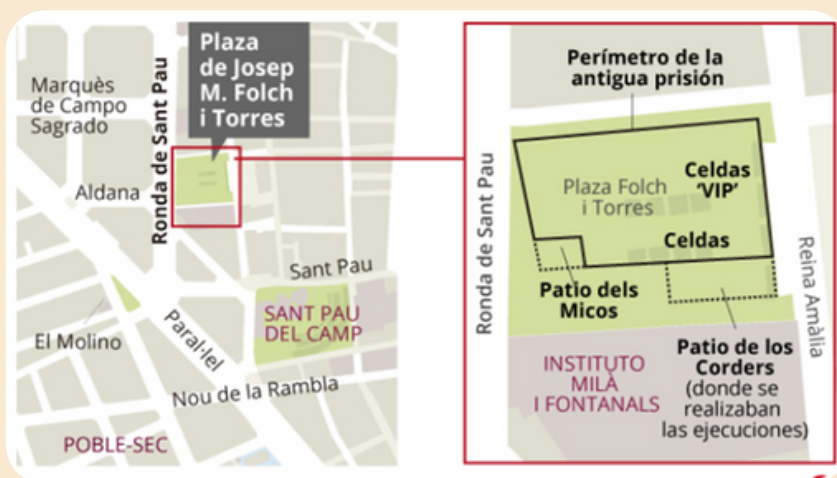 Plaza
de Josep
M. Folch
i Torres
Marquès
de Campo
Sagrado
Ronda de Sant Pau
Aldana
Sant Pau
SANT PAU
DEL CAMP
El Molino
Paral·lel
Nou de la Rambla
POBLE-SEC
Perímetro de la
antigua prisión
Ronda de Sant Pau
Plaza Folch
i Torres
Celdas
'VIP'
Celdas
Reina Amàlia
Patio dels
Micos
Patio de los
Corders
(donde se
realizaban
las ejecuciones)
INSTITUTO
MILÀ
I FONTANALS